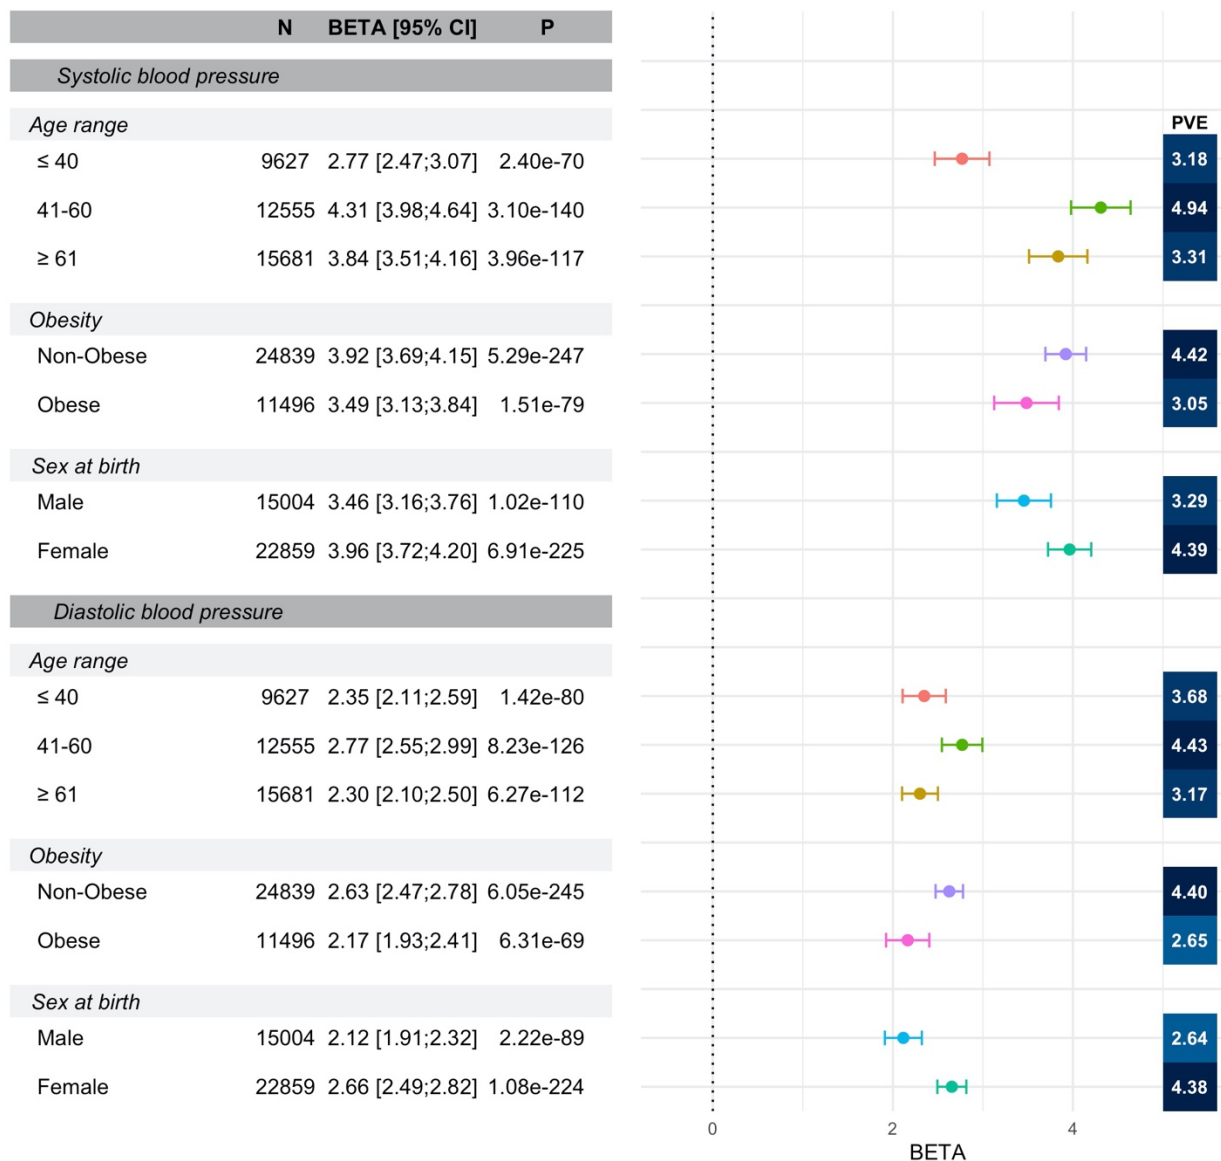 N BETA [95% CI] P
Systolic blood pressure
Age range
PVE
≤ 40 9627 2.77 [2.47;3.07] 2.40e-70 3.18
41-60 12555 4.31 [3.98;4.64] 3.10e-140 4.94
≥ 61 15681 3.84 [3.51;4.16] 3.96e-117 3.31
Obesity
Non-Obese 24839 3.92 [3.69;4.15] 5.29e-247 4.42
Obese 11496 3.49 [3.13;3.84] 1.51e-79 3.05
Sex at birth
Male 15004 3.46 [3.16;3.76] 1.02e-110 3.29
Female 22859 3.96 [3.72;4.20] 6.91e-225 4.39
Diastolic blood pressure
Age range
≤ 40 9627 2.35 [2.11;2.59] 1.42e-80 3.68
41-60 12555 2.77 [2.55;2.99] 8.23e-126 4.43
≥ 61 15681 2.30 [2.10;2.50] 6.27e-112 3.17
Obesity
Non-Obese 24839 2.63 [2.47;2.78] 6.05e-245 4.40
Obese 11496 2.17 [1.93;2.41] 6.31e-69 2.65
Sex at birth
Male 15004 2.12 [1.91;2.32] 2.22e-89 2.64
Female 22859 2.66 [2.49;2.82] 1.08e-224 4.38
0 2 4
BETA